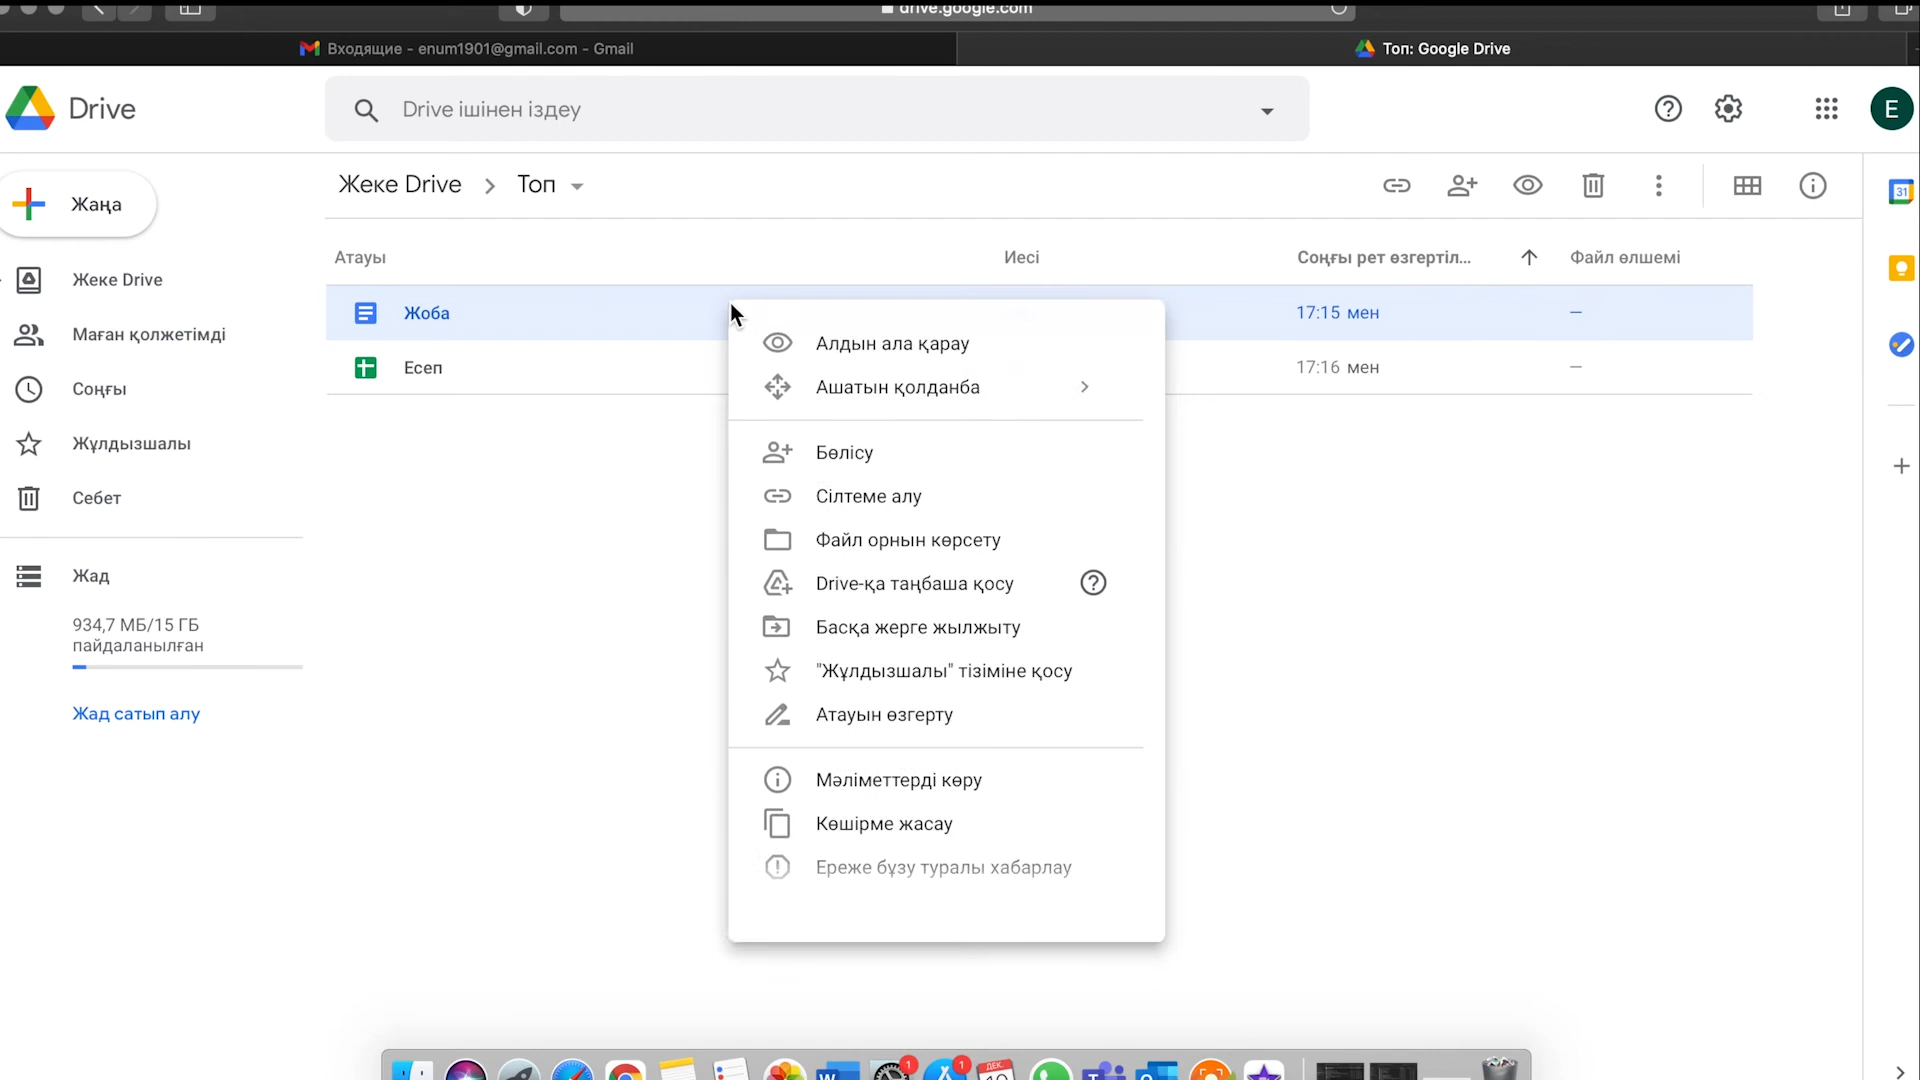 drive.google.com
Входящие - enum1901@gmail.com - Gmail
Топ: Google Drive
Drive
Drive ішінен іздеу
E
Жаңа
Жеке Drive
Топ
31
Атауы
Иесі
Соңғы рет өзгертіл...
Файл өлшемі
Жеке Drive
Маған қолжетімді
Соңғы
Жұлдызшалы
Себет
Жад
934,7 МБ/15 ГБ
пайдаланылған
Жад сатып алу
Жоба
17:15 мен
—
Есеп
17:16 мен
—
Алдын ала қарау
Ашатын қолданба
Бөлісу
Сілтеме алу
Файл орнын көрсету
Drive-қа таңбаша қосу
Басқа жерге жылжыту
"Жұлдызшалы" тізіміне қосу
Атауын өзгерту
Мәліметтерді көру
Көшірме жасау
Ереже бұзу туралы хабарлау
1
1
ДЕК.